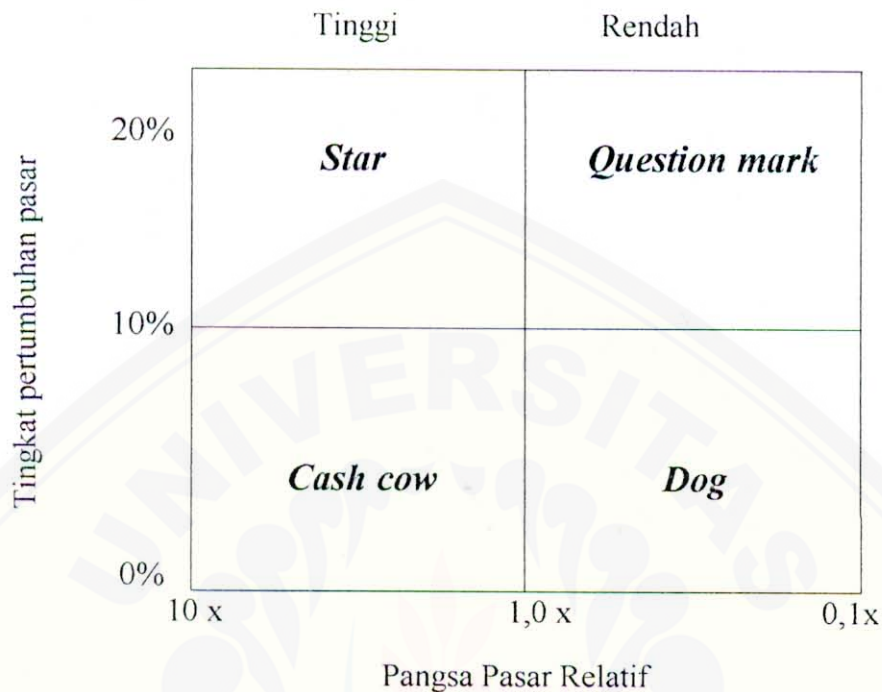 Tinggi Rendah
20%
Star Question mark
Tingkat pertumbuhan pasar
10%
UNIVERSITAS
Cash cow Dog
0%
10 x 1,0 x 0,1x
Pangsa Pasar Relatif